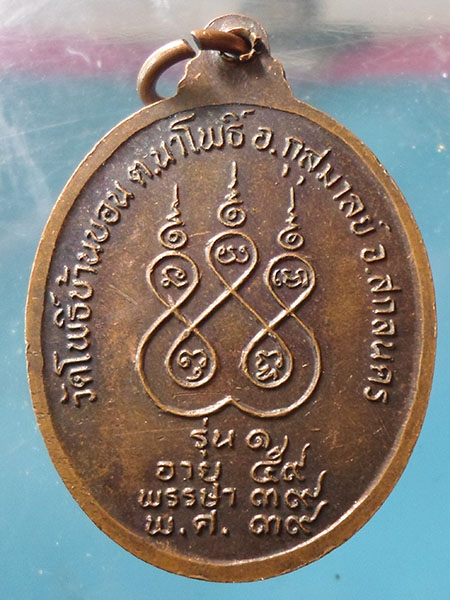 วัดโพธิ์บ้านขอน ต.นาโพธิ์ อ.กุสุมาลย์ จ.สกลนคร
รุ่น ๑
อายุ ๕๙
พรรษา ๓๙
พ.ศ. ๓๙